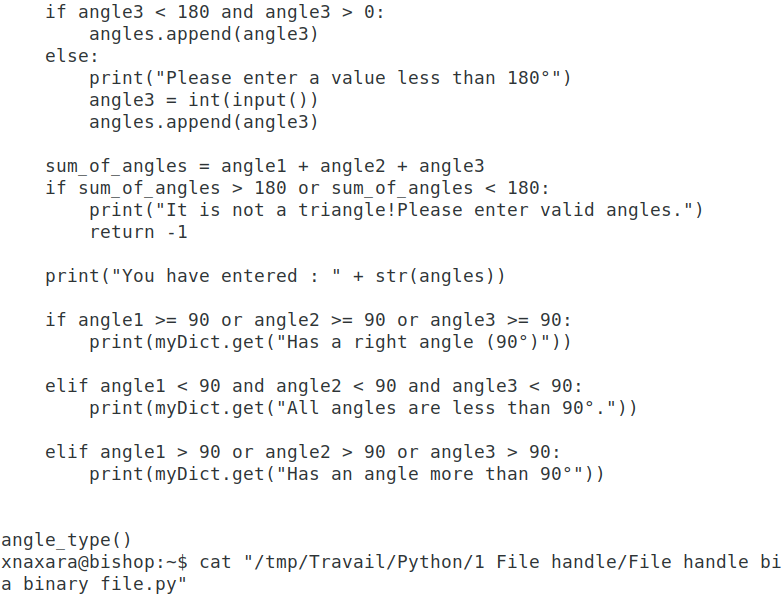 if angle3 < 180 and angle3 > 0:
        angles.append(angle3)
    else:
        print("Please enter a value less than 180°")
        angle3 = int(input())
        angles.append(angle3)

    sum_of_angles = angle1 + angle2 + angle3
    if sum_of_angles > 180 or sum_of_angles < 180:
        print("It is not a triangle!Please enter valid angles.")
        return -1

    print("You have entered : " + str(angles))

    if angle1 >= 90 or angle2 >= 90 or angle3 >= 90:
        print(myDict.get("Has a right angle (90°)"))

    elif angle1 < 90 and angle2 < 90 and angle3 < 90:
        print(myDict.get("All angles are less than 90°."))

    elif angle1 > 90 or angle2 > 90 or angle3 > 90:
        print(myDict.get("Has an angle more than 90°"))


angle_type()
xnaxara@bishop:~$ cat "/tmp/Travail/Python/1 File handle/File handle bi
a binary file.py"